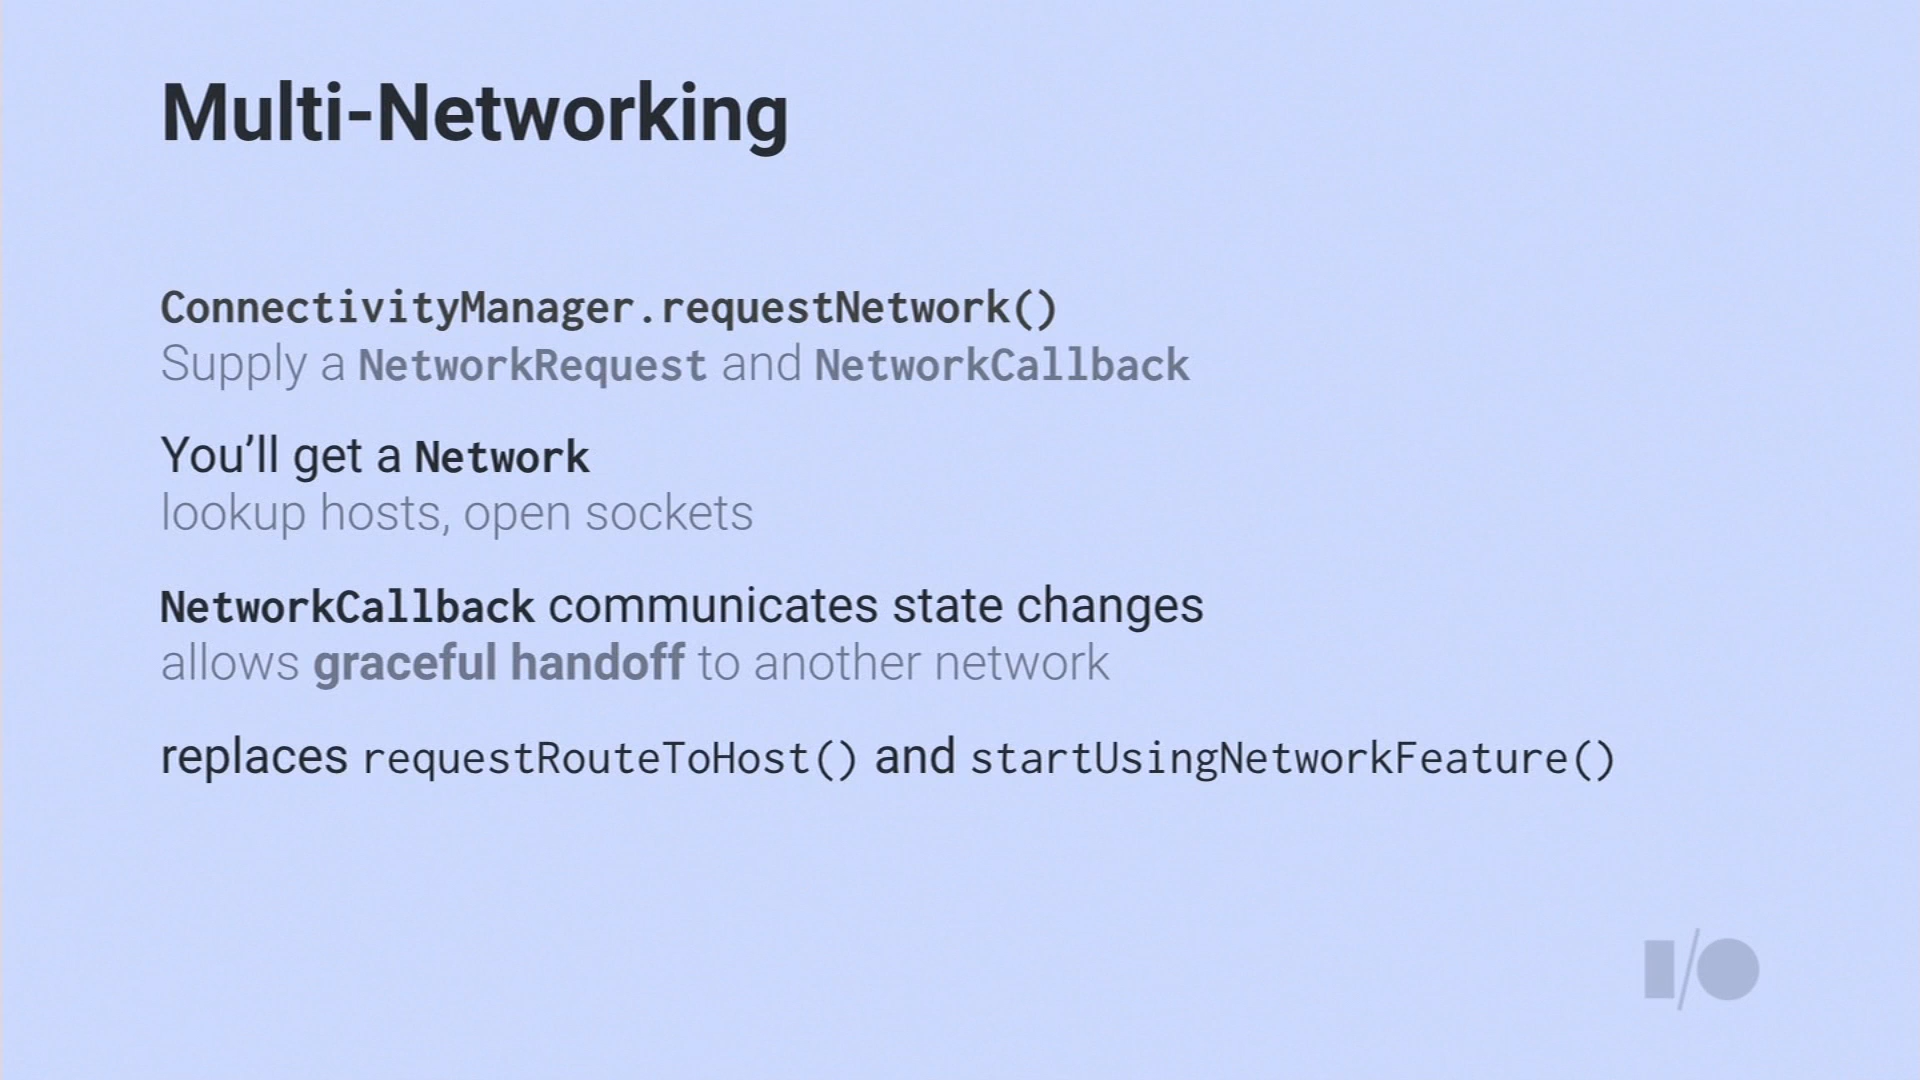 Multi-Networking
ConnectivityManager.requestNetwork()
Supply a NetworkRequest and NetworkCallback
You’ll get a Network
lookup hosts, open sockets
NetworkCallback communicates state changes
allows graceful handoff to another network
replaces requestRouteToHost() and startUsingNetworkFeature()
I/O